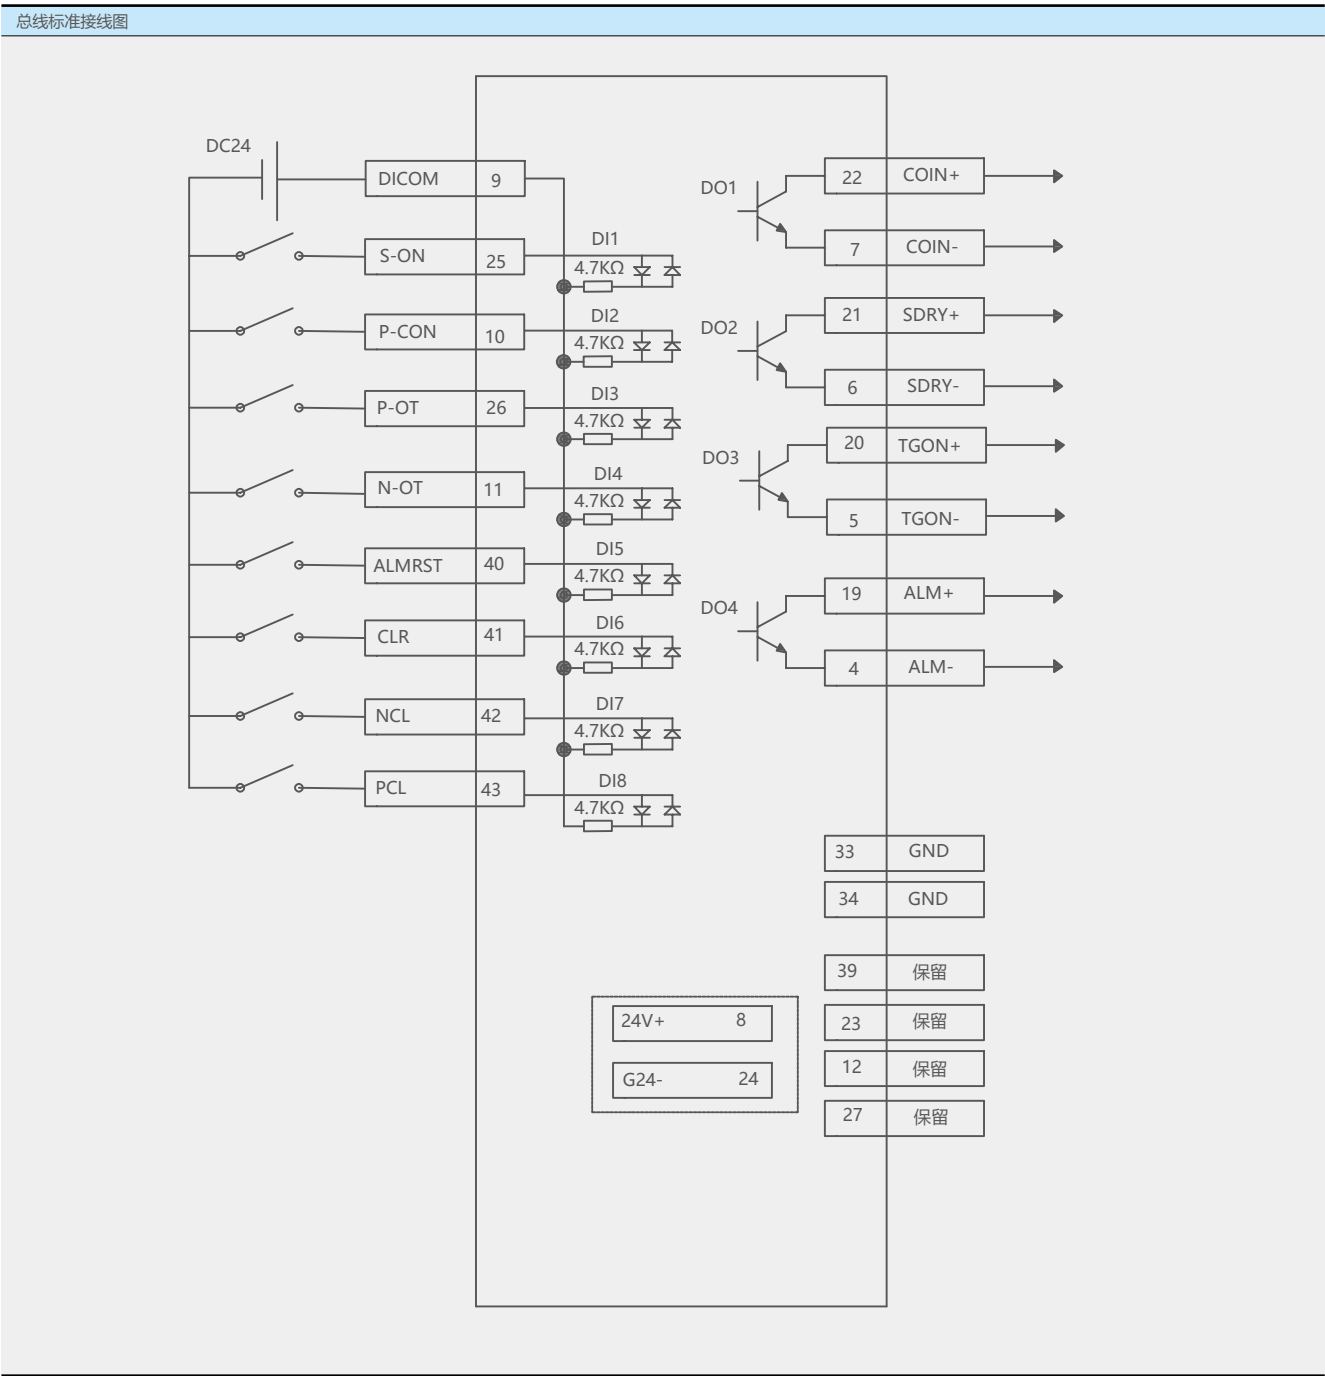 总线标准接线图
DC24
DICOM 9
S-ON 25
DI1
4.7KΩ
P-CON 10
DI2
4.7KΩ
P-OT 26
DI3
4.7KΩ
N-OT 11
DI4
4.7KΩ
ALMRST 40
DI5
4.7KΩ
CLR 41
DI6
4.7KΩ
NCL 42
DI7
4.7KΩ
PCL 43
DI8
4.7KΩ
DO1
22 COIN+
7 COIN-
DO2
21 SDRY+
6 SDRY-
DO3
20 TGON+
5 TGON-
DO4
19 ALM+
4 ALM-
33 GND
34 GND
39 保留
23 保留
12 保留
27 保留
24V+ 8
G24- 24